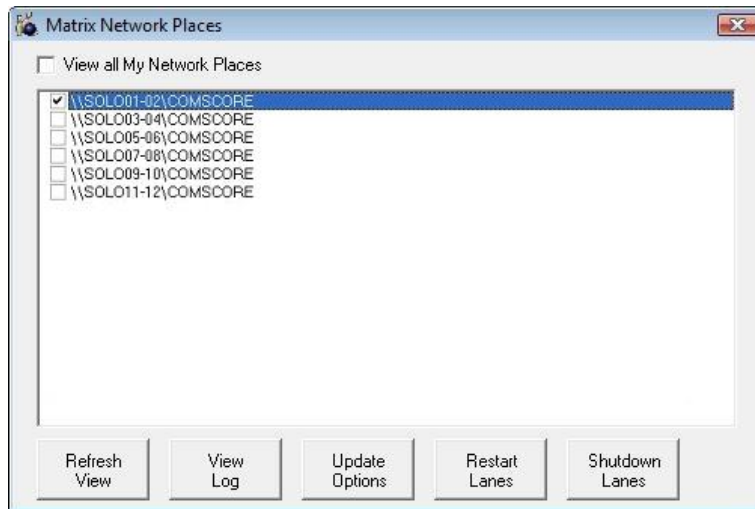 Matrix Network Places
View all My Network Places
\\SOLO01-02\COMSCORE
\\SOLO03-04\COMSCORE
\\SOLO05-06\COMSCORE
\\SOLO07-08\COMSCORE
\\SOLO09-10\COMSCORE
\\SOLO11-12\COMSCORE
Refresh View
View Log
Update Options
Restart Lanes
Shutdown Lanes